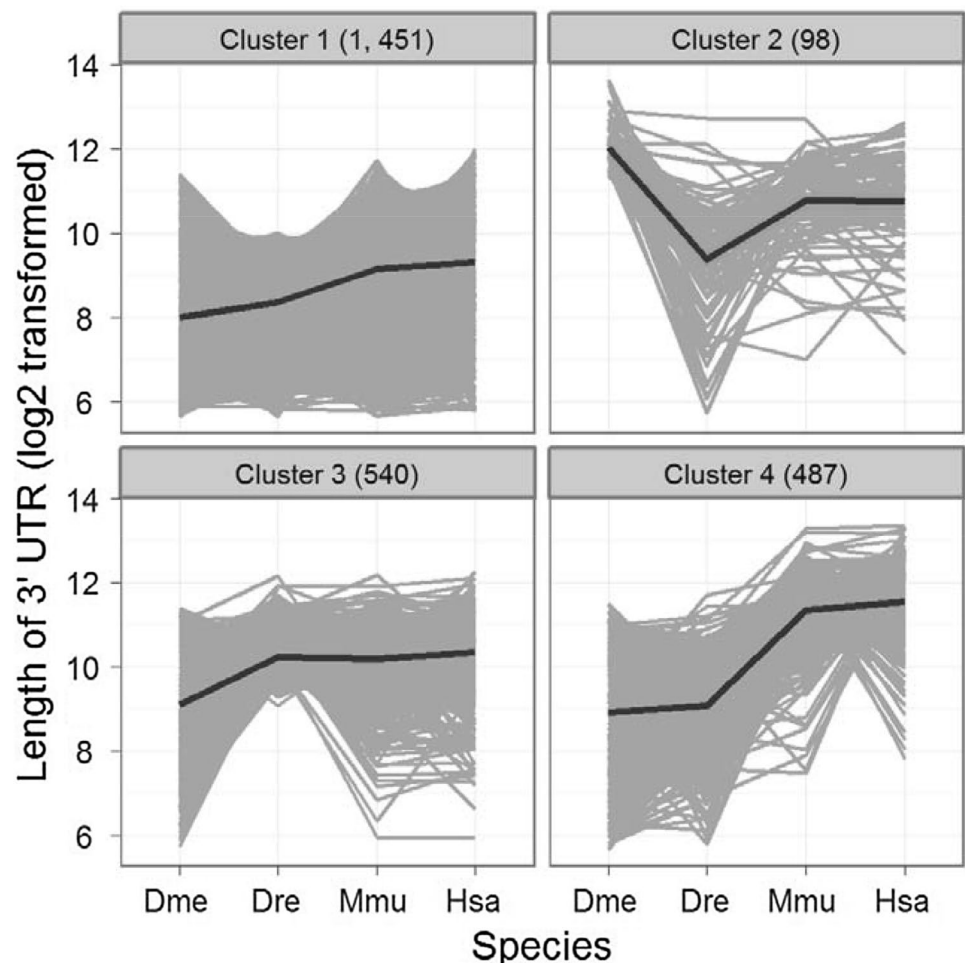 Cluster 1 (1, 451)
Cluster 2 (98)
14
12
10
8
6
Cluster 3 (540)
Cluster 4 (487)
14
12
10
8
6
Length of 3' UTR (log2 transformed)
Dme Dre Mmu Hsa
Dme Dre Mmu Hsa
Species